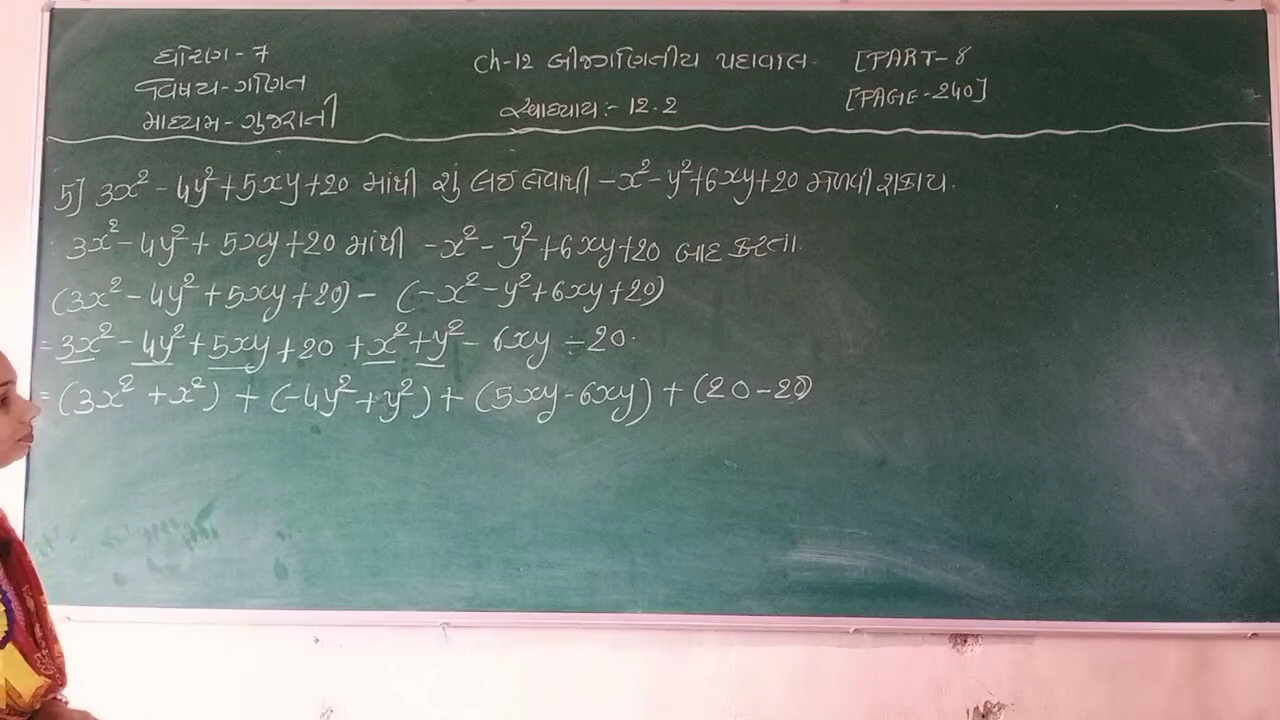 ધોરણ - 7
વિષય - ગણિત
માધ્યમ - ગુજરાતી
Ch-12 બીજગણિતીય પદાવલિ [PART-8
સ્વાધ્યાય :- 12.2 [PAGE-240]
5] 3x² - 4y² + 5xy + 20 માંથી શું લઇ લેવાથી -x² - y² + 6xy + 20 મળવી શકાય.
3x² - 4y² + 5xy + 20 માંથી -x² - y² + 6xy + 20 બાદ કરતા.
(3x² - 4y² + 5xy + 20) - (-x² - y² + 6xy + 20)
= 3x² - 4y² + 5xy + 20 + x² + y² - 6xy - 20.
= (3x² + x²) + (-4y² + y²) + (5xy - 6xy) + (20 - 20)